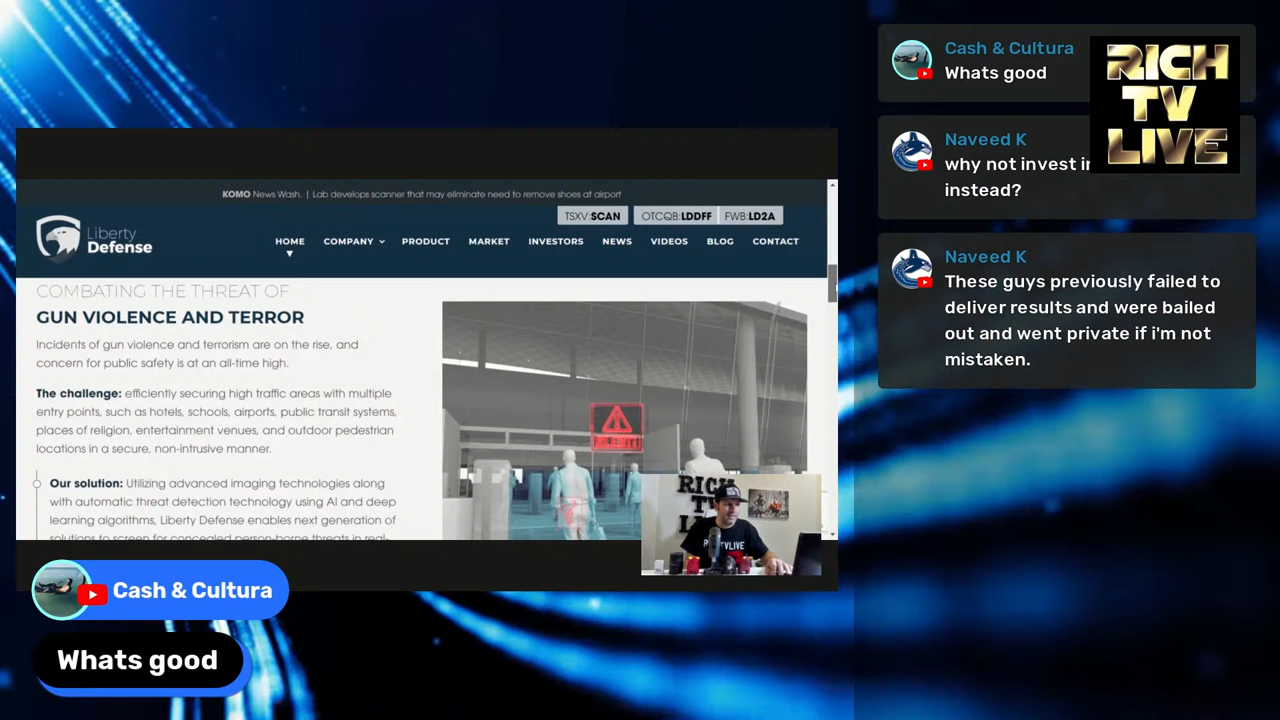 KOMO News Wash. | Lab develops scanner that may eliminate need to remove shoes at airport
Liberty
Defense
TSXV:SCAN OTCQB:LDDFF FWB:LD2A
HOME COMPANY PRODUCT MARKET INVESTORS NEWS VIDEOS BLOG CONTACT
COMBATING THE THREAT OF
GUN VIOLENCE AND TERROR
Incidents of gun violence and terrorism are on the rise, and
concern for public safety is at an all-time high.
The challenge: efficiently securing high traffic areas with multiple
entry points, such as hotels, schools, airports, public transit systems,
places of religion, entertainment venues, and outdoor pedestrian
locations in a secure, non-intrusive manner.
Our solution: Utilizing advanced imaging technologies along
with automatic threat detection technology using AI and deep
learning algorithms, Liberty Defense enables next generation of
solutions to screen for concealed person-borne threats in real-
RICH
TV
Cash & Cultura
Whats good
Cash & Cultura
Whats good
Naveed K
why not invest
instead?
Naveed K
These guys previously failed to
deliver results and were bailed
out and went private if i'm not
mistaken.
RICH
TV
LIVE